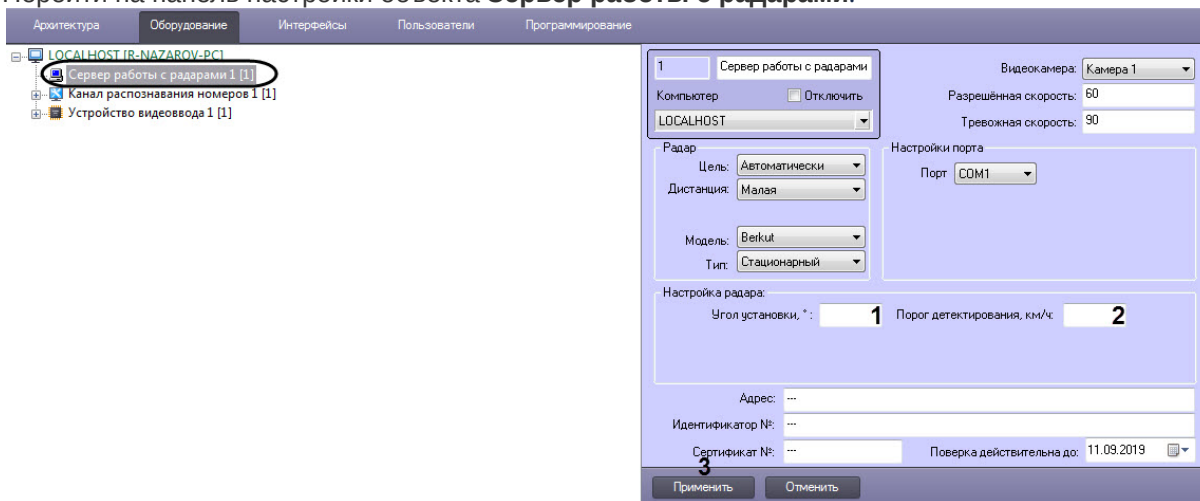 Перейти на панель настройки объекта Сервер работы с радарами.
Архитектура Оборудование Интерфейсы Пользователи Программирование
LOCALHOST [R-NAZAROV-PC]
Сервер работы с радарами 1 [1]
Канал распознавания номеров 1 [1]
Устройство видеоввода 1 [1]
1 Сервер работы с радарами
Компьютер Отключить
LOCALHOST
Видеокамера: Камера 1
Разрешённая скорость: 60
Тревожная скорость: 90
Радар
Цель: Автоматически
Дистанция: Малая
Модель: Berkut
Тип: Стационарный
Настройки порта
Порт COM1
Настройка радара:
Угол установки, ° : 1 Порог детектирования, км/ч: 2
Адрес: ---
Идентификатор №: ---
Сертификат №: --- Поверка действительна до: 11.09.2019
3
Применить Отменить